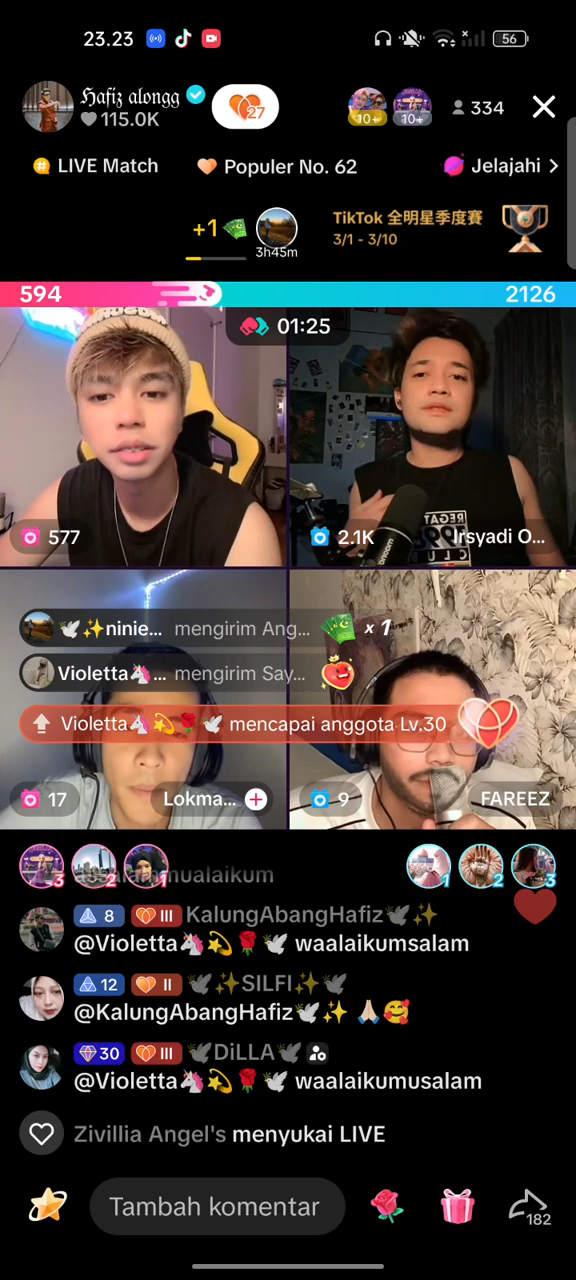 23.23
56
Hafiz alongg
115.0K
27
10+
10+
334
LIVE Match
Populer No. 62
Jelajahi
+1
3h45m
TikTok 全明星季度賽
3/1 - 3/10
594
2126
01:25
577
2.1K
Irsyadi O...
🕊✨ninie... mengirim Ang... x 1
Violetta🦄... mengirim Say...
Violetta🦄💫🌹🕊 mencapai anggota Lv.30
17
Lokma...
9
FAREEZ
3
2
1
1
2
3
8 III KalungAbangHafiz🕊✨
@Violetta🦄💫🌹🕊 waalaikumsalam
12 II 🕊✨SILFI✨🕊
@KalungAbangHafiz🕊✨ 🙏🏻🥰
30 III 🕊DiLLA🕊
@Violetta🦄💫🌹🕊 waalaikumusalam
Zivillia Angel's menyukai LIVE
Tambah komentar
182